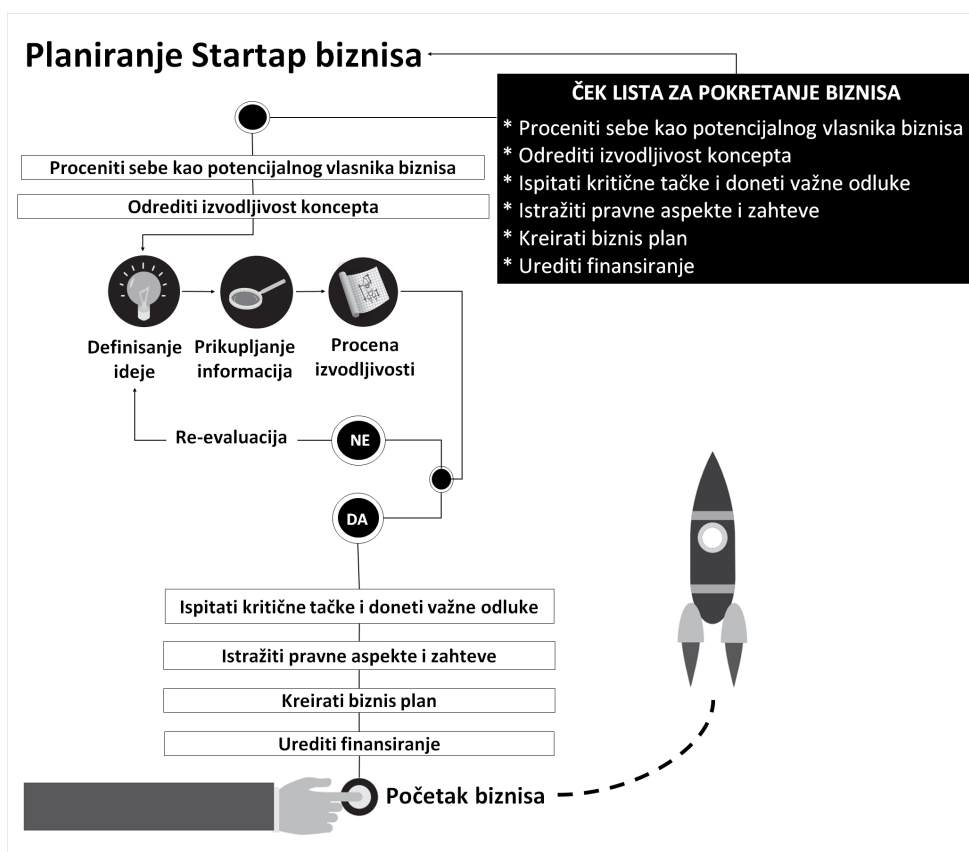 Planiranje Startap biznisa
ČEK LISTA ZA POKRETANJE BIZNISA
* Proceniti sebe kao potencijalnog vlasnika biznisa
* Odrediti izvodljivost koncepta
* Ispitati kritične tačke i doneti važne odluke
* Istražiti pravne aspekte i zahteve
* Kreirati biznis plan
* Urediti finansiranje
Proceniti sebe kao potencijalnog vlasnika biznisa
Odrediti izvodljivost koncepta
Definisanje
ideje
Prikupljanje
informacija
Procena
izvodljivosti
Re-evaluacija
NE
DA
Ispitati kritične tačke i doneti važne odluke
Istražiti pravne aspekte i zahteve
Kreirati biznis plan
Urediti finansiranje
Početak biznisa